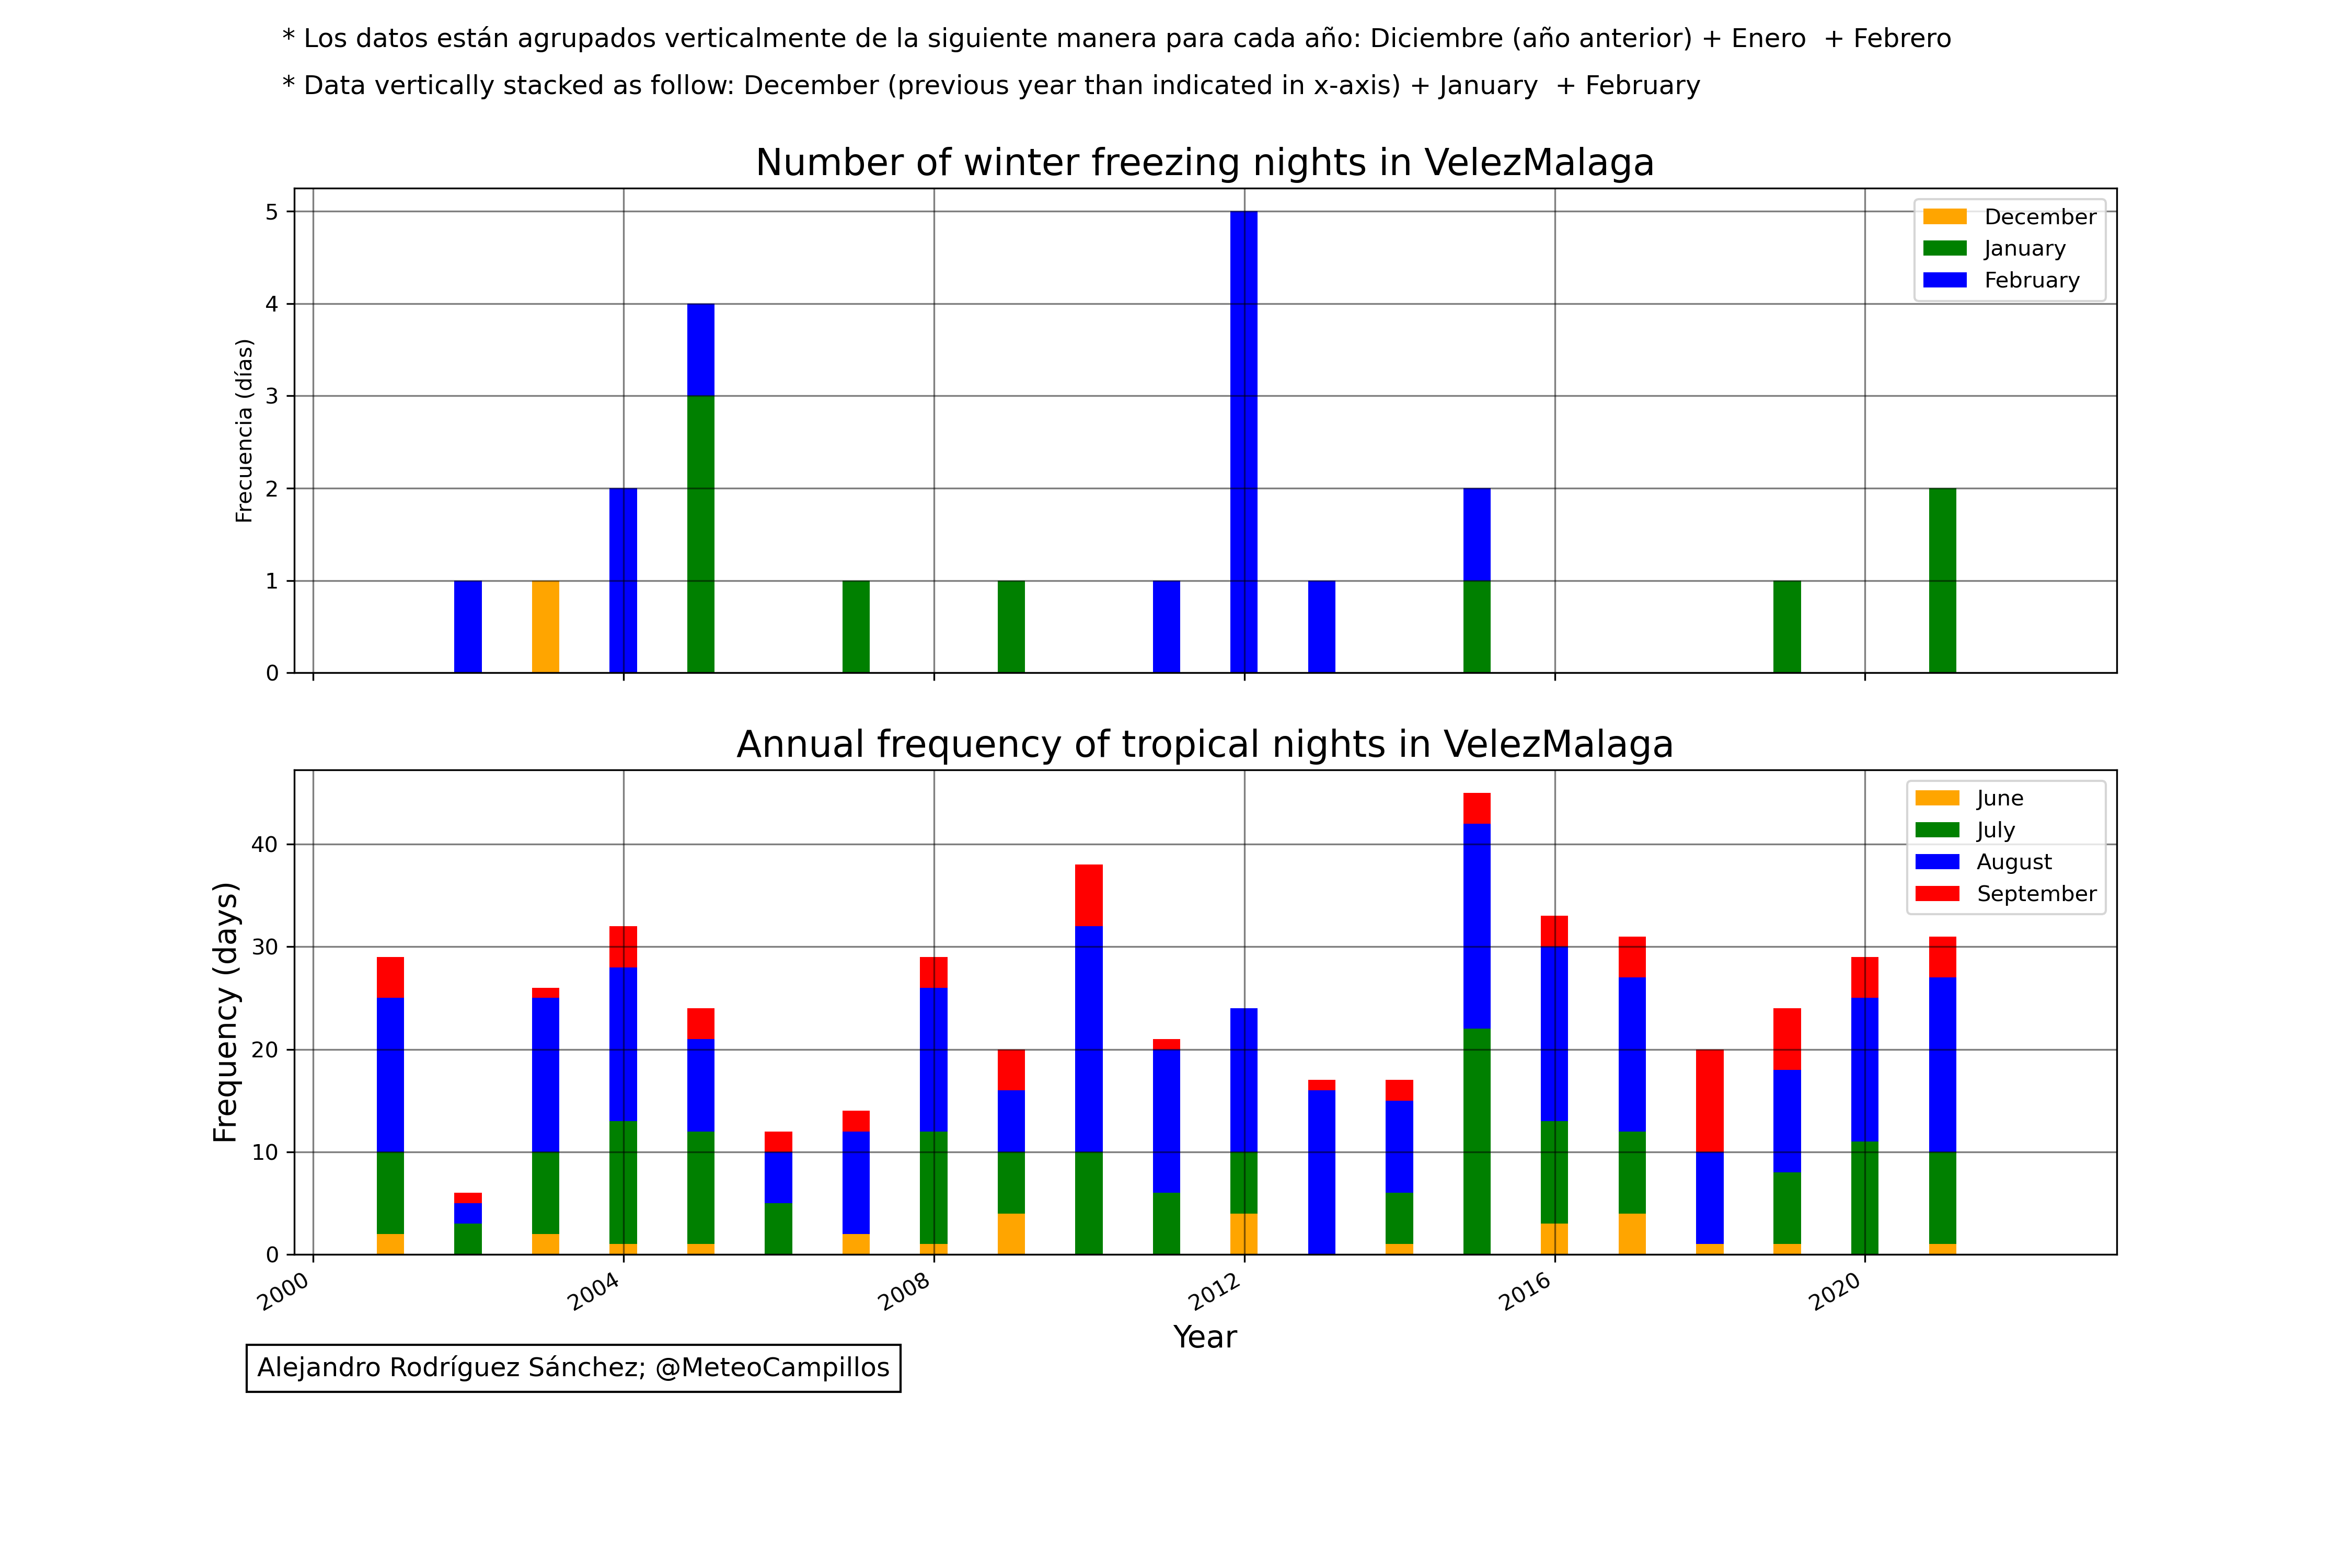 * Los datos están agrupados verticalmente de la siguiente manera para cada año: Diciembre (año anterior) + Enero  + Febrero
* Data vertically stacked as follow: December (previous year than indicated in x-axis) + January  + February
Number of winter freezing nights in VelezMalaga
5
4
3
2
1
0
Frecuencia (días)
December
January
February
Annual frequency of tropical nights in VelezMalaga
40
30
20
10
0
Frequency (days)
June
July
August
September
2000
2004
2008
2012
2016
2020
Year
Alejandro Rodríguez Sánchez; @MeteoCampillos